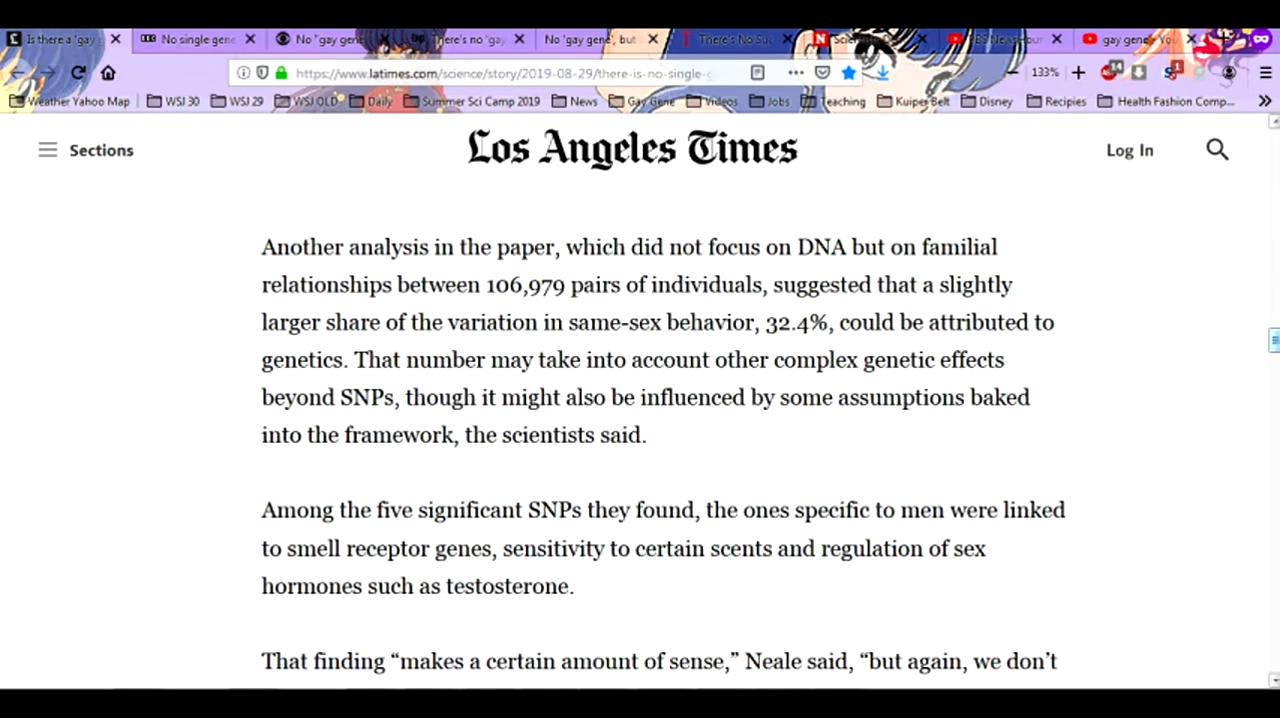 Is there a 'gay
No single gene
No "gay gene
There's no 'gay
No 'gay gene', but
There's No Su
PBS NewsHour
gay gene - You
https://www.latimes.com/science/story/2019-08-29/there-is-no-single-g
133%
14
1
Weather Yahoo Map
WSJ 30
WSJ 29
WSJ OLD
Daily
Summer Sci Camp 2019
News
Gay Gene
Videos
Jobs
Teaching
Kuiper Belt
Disney
Recipies
Health Fashion Comp...
Sections
Los Angeles Times
Log In
Another analysis in the paper, which did not focus on DNA but on familial
relationships between 106,979 pairs of individuals, suggested that a slightly
larger share of the variation in same-sex behavior, 32.4%, could be attributed to
genetics. That number may take into account other complex genetic effects
beyond SNPs, though it might also be influenced by some assumptions baked
into the framework, the scientists said.
Among the five significant SNPs they found, the ones specific to men were linked
to smell receptor genes, sensitivity to certain scents and regulation of sex
hormones such as testosterone.
That finding “makes a certain amount of sense,” Neale said, “but again, we don’t